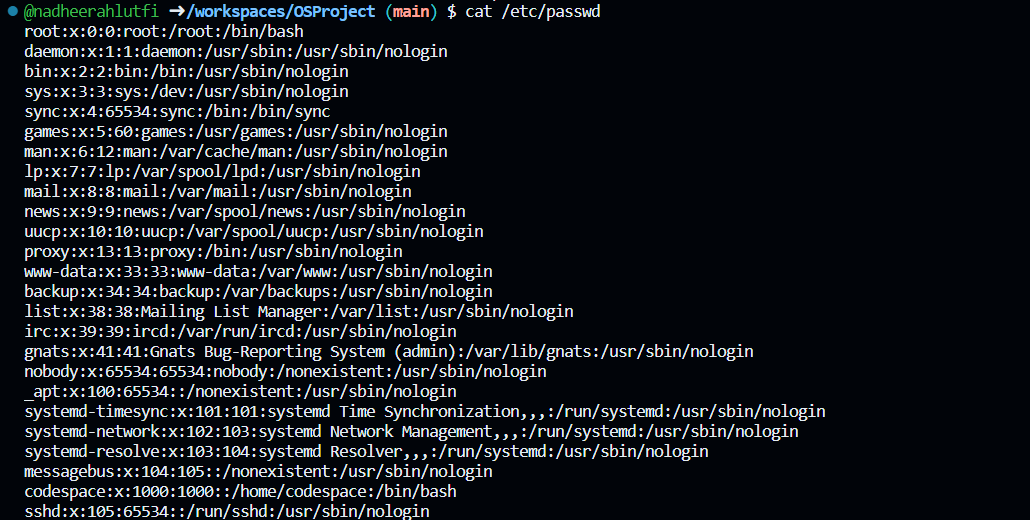 @nadheerahlutfi ➜/workspaces/OSProject (main) $ cat /etc/passwd
root:x:0:0:root:/root:/bin/bash
daemon:x:1:1:daemon:/usr/sbin:/usr/sbin/nologin
bin:x:2:2:bin:/bin:/usr/sbin/nologin
sys:x:3:3:sys:/dev:/usr/sbin/nologin
sync:x:4:65534:sync:/bin:/bin/sync
games:x:5:60:games:/usr/games:/usr/sbin/nologin
man:x:6:12:man:/var/cache/man:/usr/sbin/nologin
lp:x:7:7:lp:/var/spool/lpd:/usr/sbin/nologin
mail:x:8:8:mail:/var/mail:/usr/sbin/nologin
news:x:9:9:news:/var/spool/news:/usr/sbin/nologin
uucp:x:10:10:uucp:/var/spool/uucp:/usr/sbin/nologin
proxy:x:13:13:proxy:/bin:/usr/sbin/nologin
www-data:x:33:33:www-data:/var/www:/usr/sbin/nologin
backup:x:34:34:backup:/var/backups:/usr/sbin/nologin
list:x:38:38:Mailing List Manager:/var/list:/usr/sbin/nologin
irc:x:39:39:ircd:/var/run/ircd:/usr/sbin/nologin
gnats:x:41:41:Gnats Bug-Reporting System (admin):/var/lib/gnats:/usr/sbin/nologin
nobody:x:65534:65534:nobody:/nonexistent:/usr/sbin/nologin
_apt:x:100:65534::/nonexistent:/usr/sbin/nologin
systemd-timesync:x:101:101:systemd Time Synchronization,,,:/run/systemd:/usr/sbin/nologin
systemd-network:x:102:103:systemd Network Management,,,:/run/systemd:/usr/sbin/nologin
systemd-resolve:x:103:104:systemd Resolver,,,:/run/systemd:/usr/sbin/nologin
messagebus:x:104:105::/nonexistent:/usr/sbin/nologin
codespace:x:1000:1000::/home/codespace:/bin/bash
sshd:x:105:65534::/run/sshd:/usr/sbin/nologin